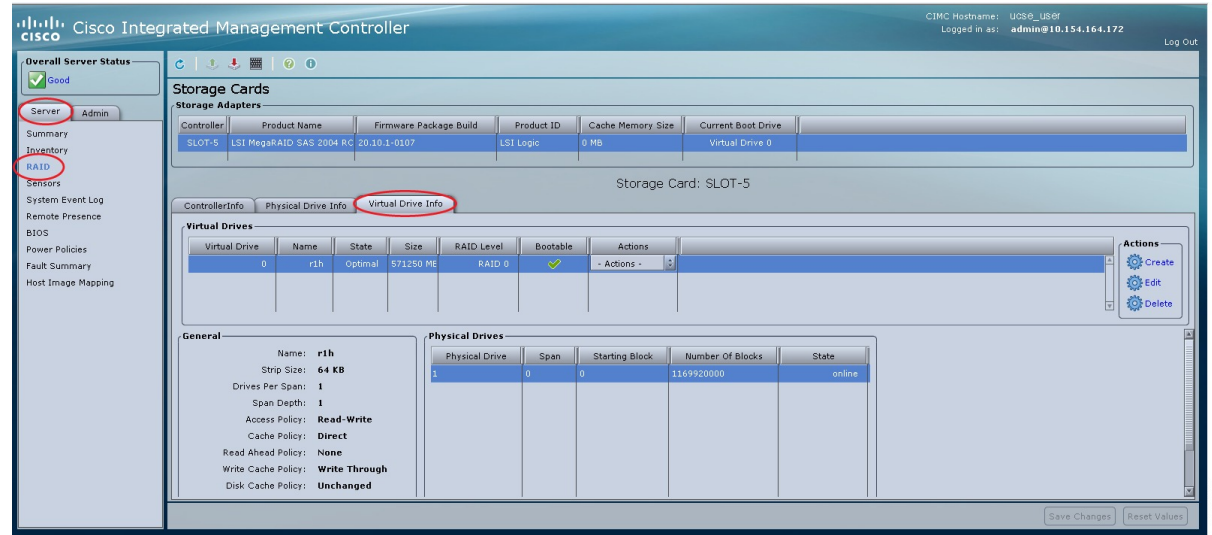 cisco Cisco Integrated Management Controller
CIMC Hostname: ucse_user
Logged in as: admin@10.154.164.172
Log Out
Overall Server Status
Good
Server Admin
Summary
Inventory
RAID
Sensors
System Event Log
Remote Presence
BIOS
Power Policies
Fault Summary
Host Image Mapping
Storage Cards
Storage Adapters
Controller Product Name Firmware Package Build Product ID Cache Memory Size Current Boot Drive
SLOT-5 LSI MegaRAID SAS 2004 RC 20.10.1-0107 LSI Logic 0 MB Virtual Drive 0
Storage Card: SLOT-5
ControllerInfo Physical Drive Info Virtual Drive Info
Virtual Drives
Virtual Drive Name State Size RAID Level Bootable Actions
0 r1h Optimal 571250 ME RAID 0 - Actions -
Actions
Create
Edit
Delete
General
Name: r1h
Strip Size: 64 KB
Drives Per Span: 1
Span Depth: 1
Access Policy: Read-Write
Cache Policy: Direct
Read Ahead Policy: None
Write Cache Policy: Write Through
Disk Cache Policy: Unchanged
Physical Drives
Physical Drive Span Starting Block Number Of Blocks State
1 0 0 1169920000 online
Save Changes Reset Values